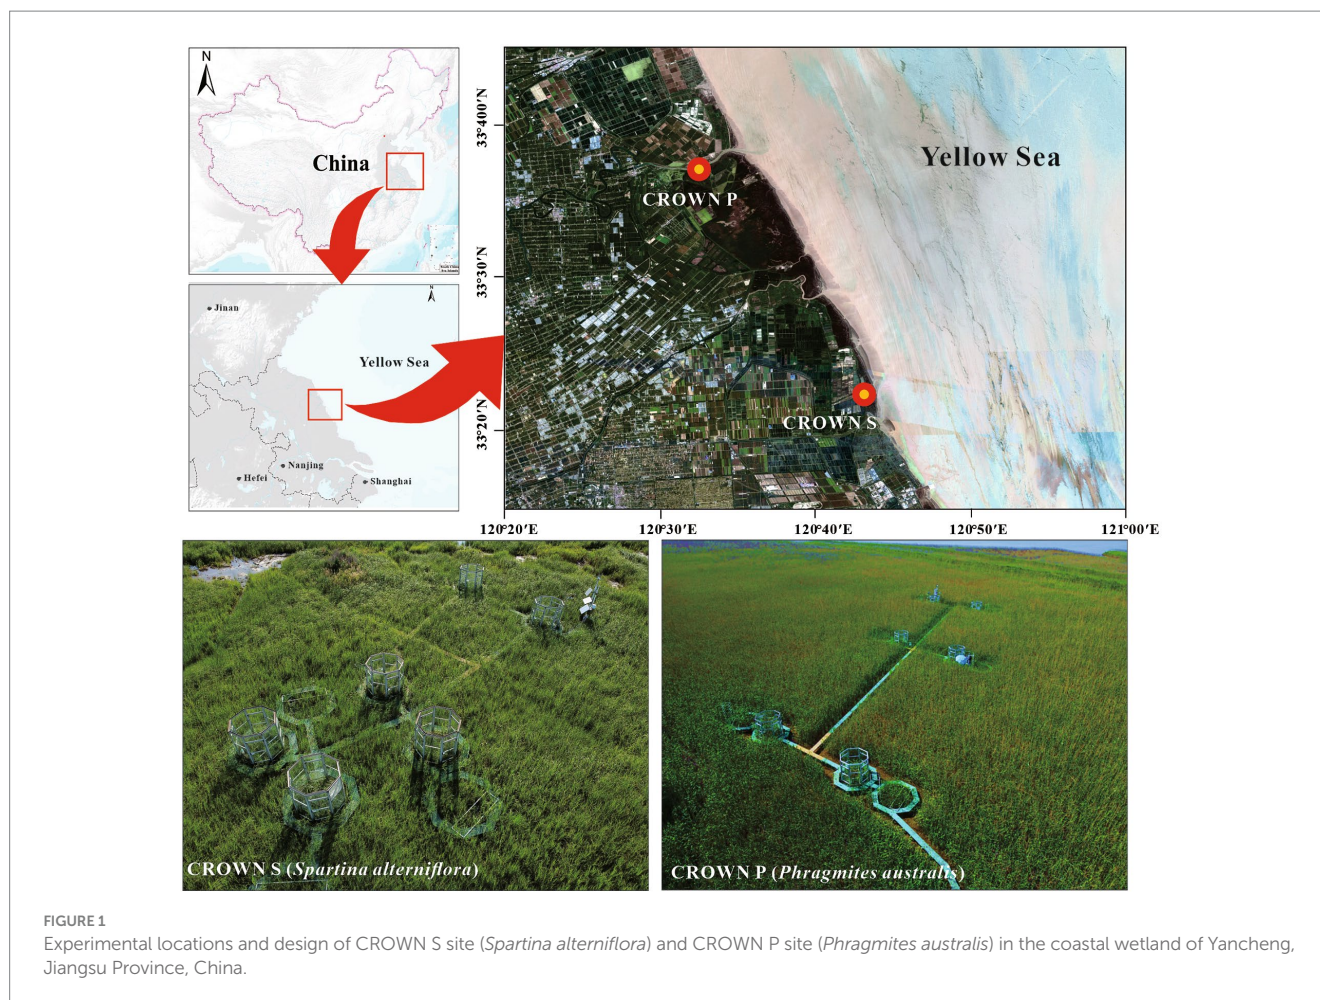 N
China
Jinan
Yellow Sea
Nanjing
Hefei
Shanghai
33°40′N
33°30′N
33°20′N
Yellow Sea
CROWN P
CROWN S
120°20′E
120°30′E
120°40′E
120°50′E
121°00′E
CROWN S (Spartina alterniflora)
CROWN P (Phragmites australis)
FIGURE 1
Experimental locations and design of CROWN S site (Spartina alterniflora) and CROWN P site (Phragmites australis) in the coastal wetland of Yancheng,
Jiangsu Province, China.